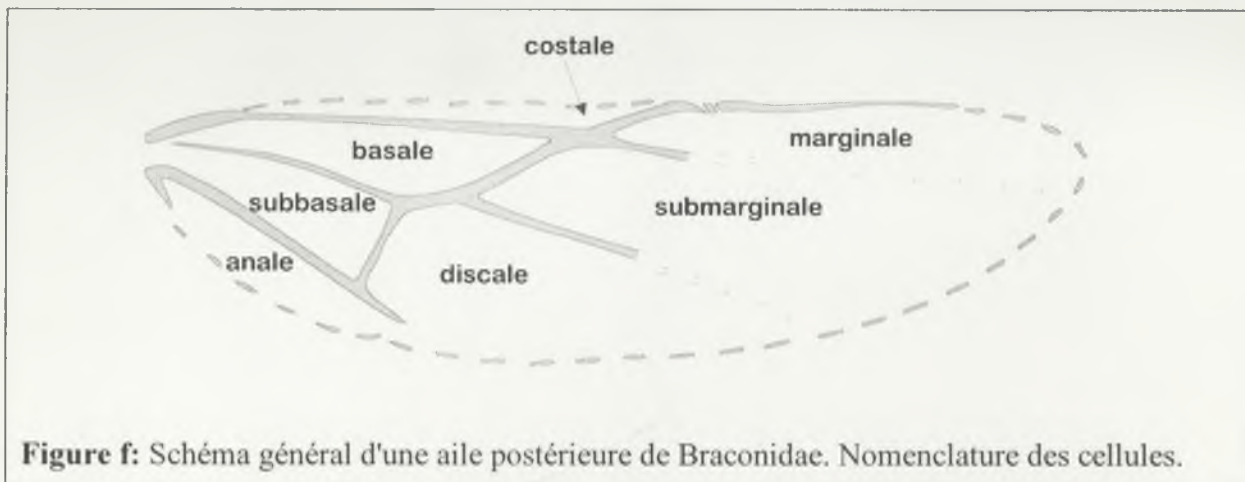 costale
basale
marginale
subbasale
submarginale
anale
discale
Figure f: Schéma général d'une aile postérieure de Braconidae. Nomenclature des cellules.